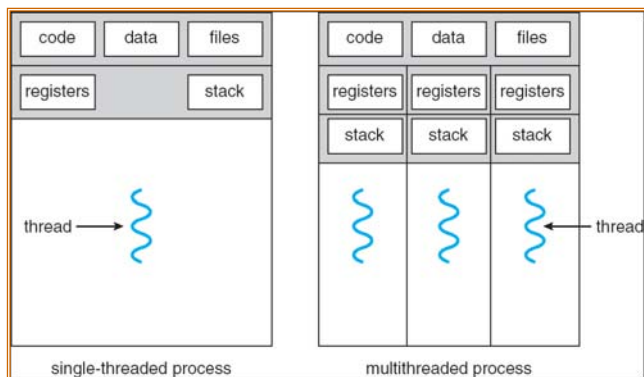 code data files code data files
registers stack registers registers registers
stack stack stack
thread thread
single-threaded process multithreaded process